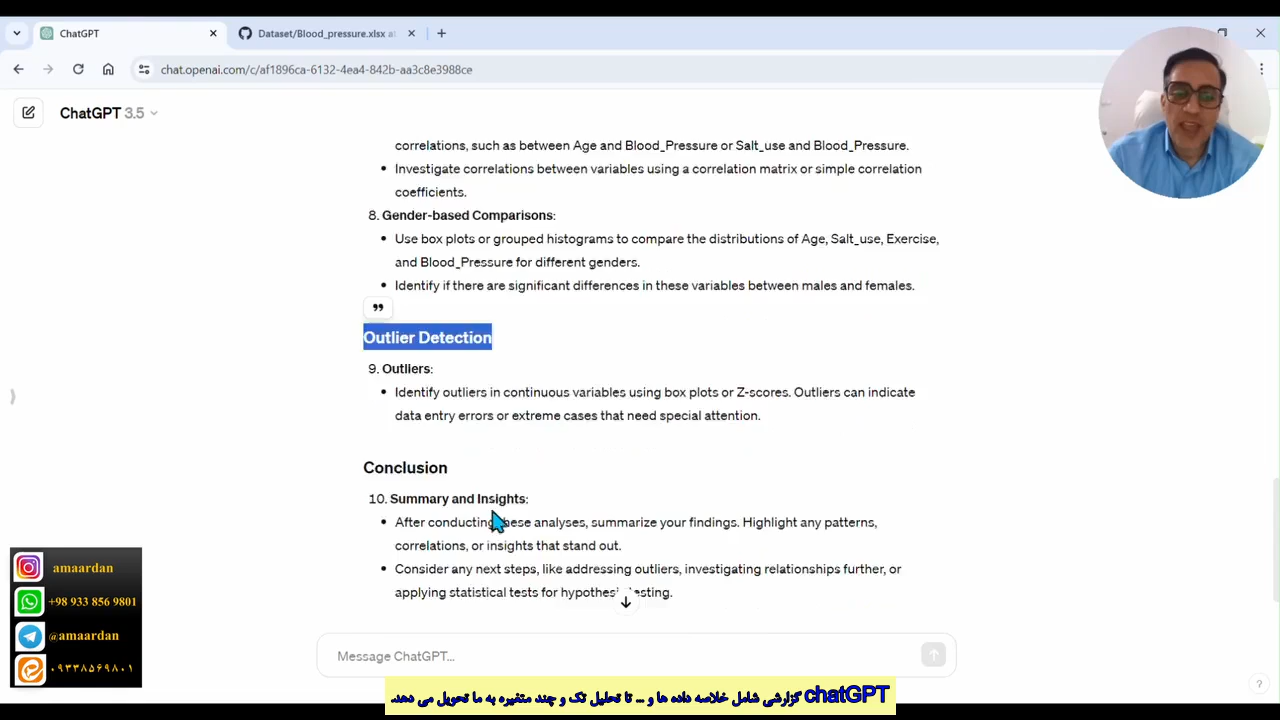 ChatGPT
Dataset/Blood_pressure.xlsx a
chat.openai.com/c/af1896ca-6132-4ea4-842b-aa3c8e3988ce
ChatGPT 3.5
correlations, such as between Age and Blood_Pressure or Salt_use and Blood_Pressure.
• Investigate correlations between variables using a correlation matrix or simple correlation
coefficients.
8. Gender-based Comparisons:
• Use box plots or grouped histograms to compare the distributions of Age, Salt_use, Exercise,
and Blood_Pressure for different genders.
• Identify if there are significant differences in these variables between males and females.
Outlier Detection
9. Outliers:
• Identify outliers in continuous variables using box plots or Z-scores. Outliers can indicate
data entry errors or extreme cases that need special attention.
Conclusion
10. Summary and Insights:
• After conducting these analyses, summarize your findings. Highlight any patterns,
correlations, or insights that stand out.
• Consider any next steps, like addressing outliers, investigating relationships further, or
applying statistical tests for hypothesis testing.
Message ChatGPT...
?
amaardan
+98 933 856 9801
@amaardan
۰۹۳۳۸۵۶۹۸۰۱
chatGPT گزارشی شامل خلاصه داده ها و ... تا تحلیل تک و چند متغیره به ما تحویل می دهد.